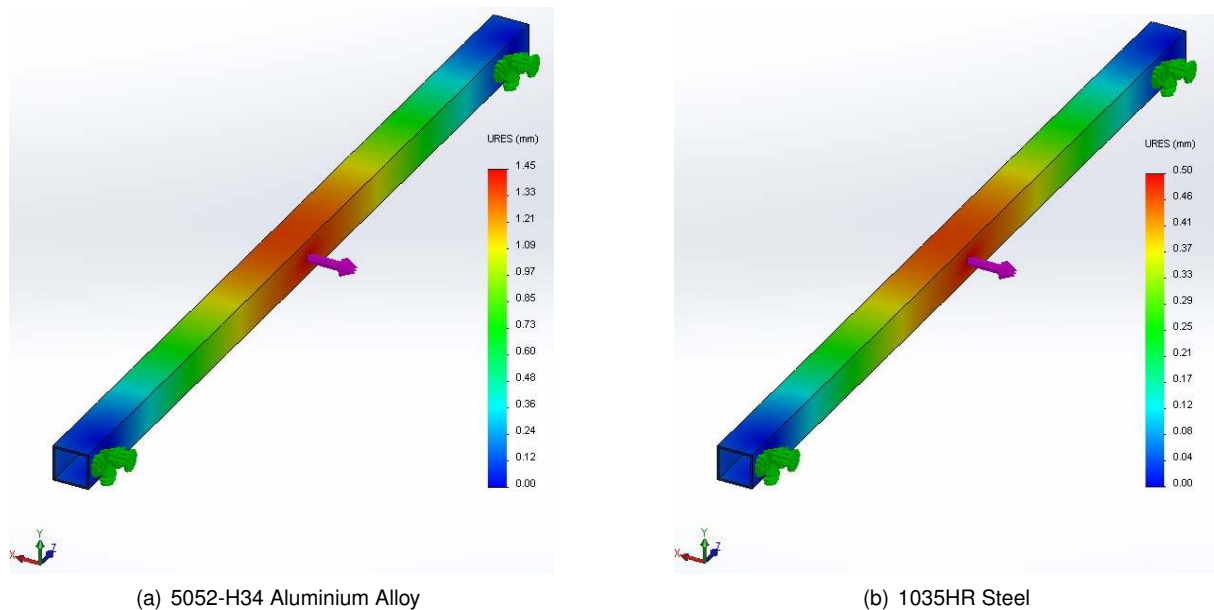 URES (mm)
1.45
1.33
1.21
1.09
0.97
0.85
0.73
0.60
0.48
0.36
0.24
0.12
0.00
Y
X
Z
(a) 5052-H34 Aluminium Alloy
URES (mm)
0.50
0.46
0.41
0.37
0.33
0.29
0.25
0.21
0.17
0.12
0.08
0.04
0.00
Y
X
Z
(b) 1035HR Steel